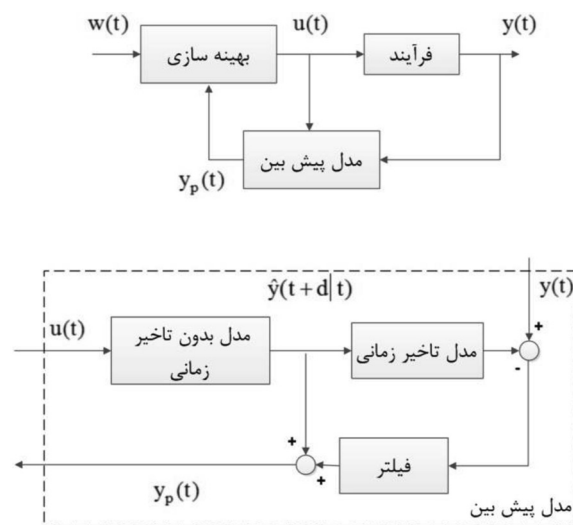 w(t)
بهینه سازی
u(t)
فرآیند
y(t)
مدل پیش بین
y_p(t)
ŷ(t+d|t)
y(t)
u(t)
مدل بدون تاخیر
زمانی
مدل تاخیر زمانی
+
-
+
+
فیلتر
y_p(t)
مدل پیش بین